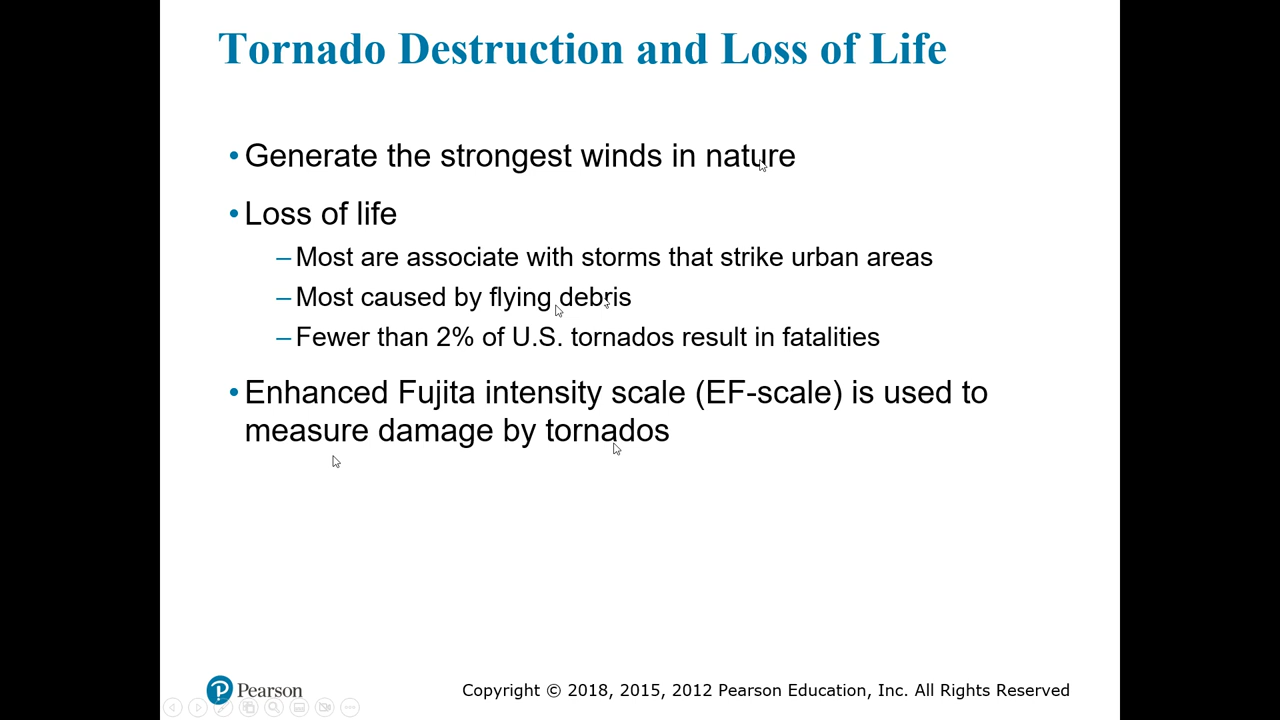 Tornado Destruction and Loss of Life
• Generate the strongest winds in nature
• Loss of life
– Most are associate with storms that strike urban areas
– Most caused by flying debris
– Fewer than 2% of U.S. tornados result in fatalities
• Enhanced Fujita intensity scale (EF-scale) is used to
measure damage by tornados
Pearson
Copyright © 2018, 2015, 2012 Pearson Education, Inc. All Rights Reserved